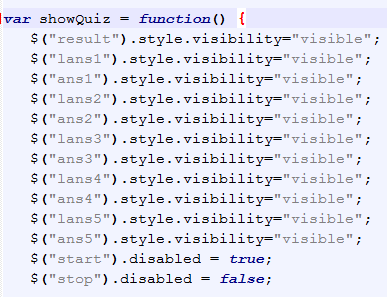 var showQuiz = function() {
$("result").style.visibility="visible";
$("lans1").style.visibility="visible";
$("ans1").style.visibility="visible";
$("lans2").style.visibility="visible";
$("ans2").style.visibility="visible";
$("lans3").style.visibility="visible";
$("ans3").style.visibility="visible";
$("lans4").style.visibility="visible";
$("ans4").style.visibility="visible";
$("lans5").style.visibility="visible";
$("ans5").style.visibility="visible";
$("start").disabled = true;
$("stop").disabled = false;